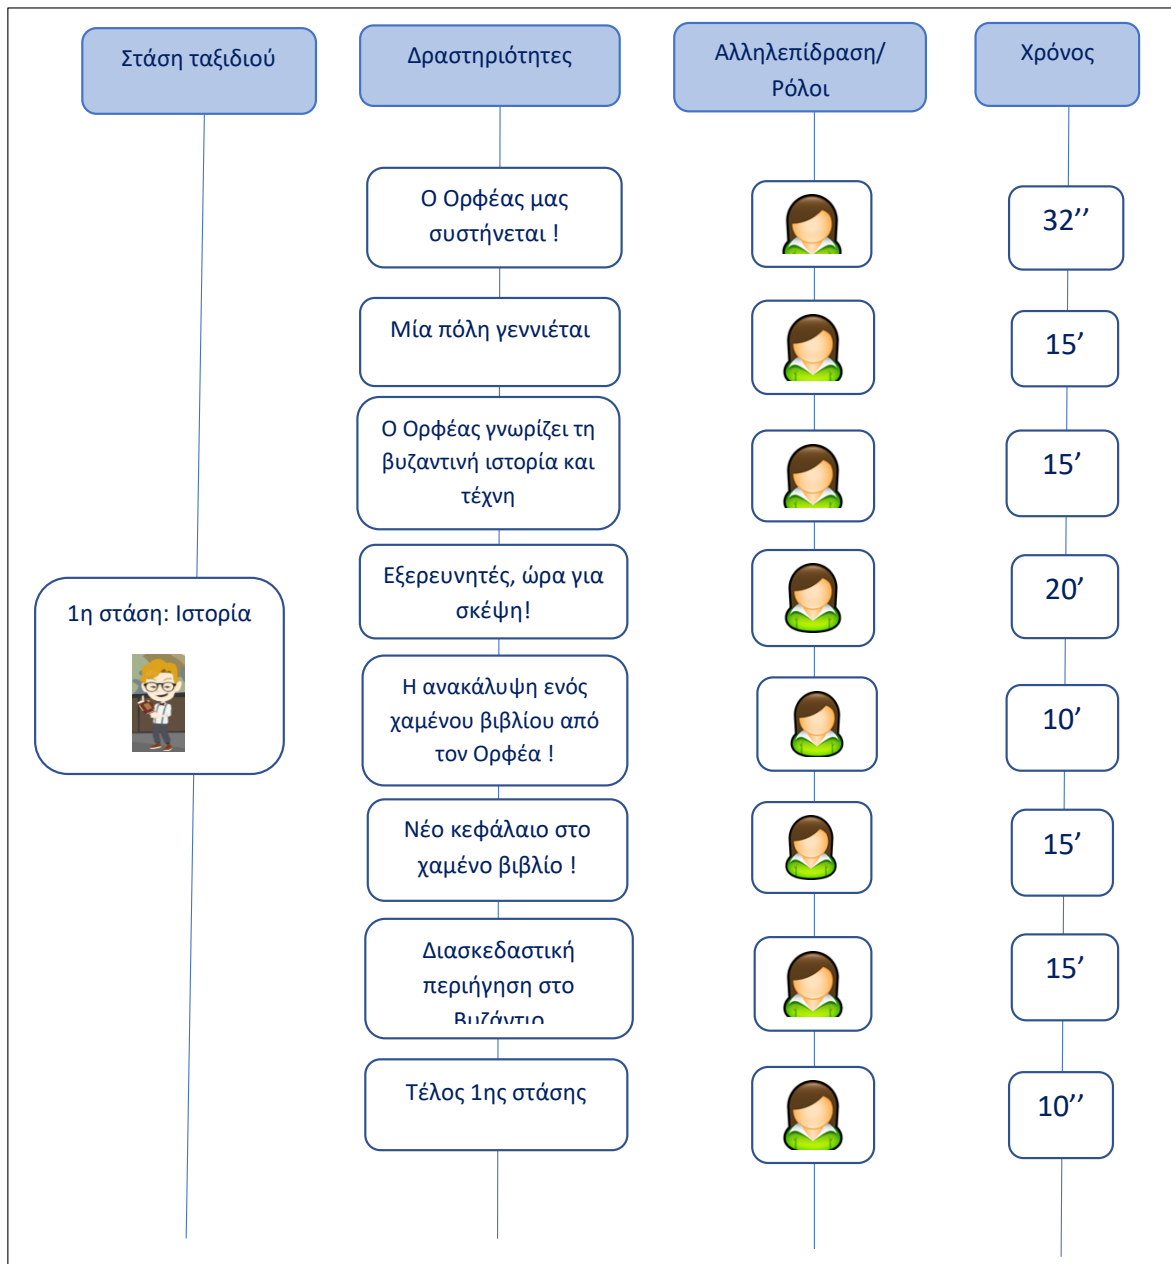 Στάση ταξιδιού
Δραστηριότητες
Αλληλεπίδραση/
Ρόλοι
Χρόνος
Ο Ορφέας μας
συστήνεται !
32’’
Μία πόλη γεννιέται
15’
Ο Ορφέας γνωρίζει τη
βυζαντινή ιστορία και
τέχνη
15’
1η στάση: Ιστορία
Εξερευνητές, ώρα για
σκέψη!
20’
Η ανακάλυψη ενός
χαμένου βιβλίου από
τον Ορφέα !
10’
Νέο κεφάλαιο στο
χαμένο βιβλίο !
15’
Διασκεδαστική
περιήγηση στο
Βυζάντιο
15’
Τέλος 1ης στάσης
10’’